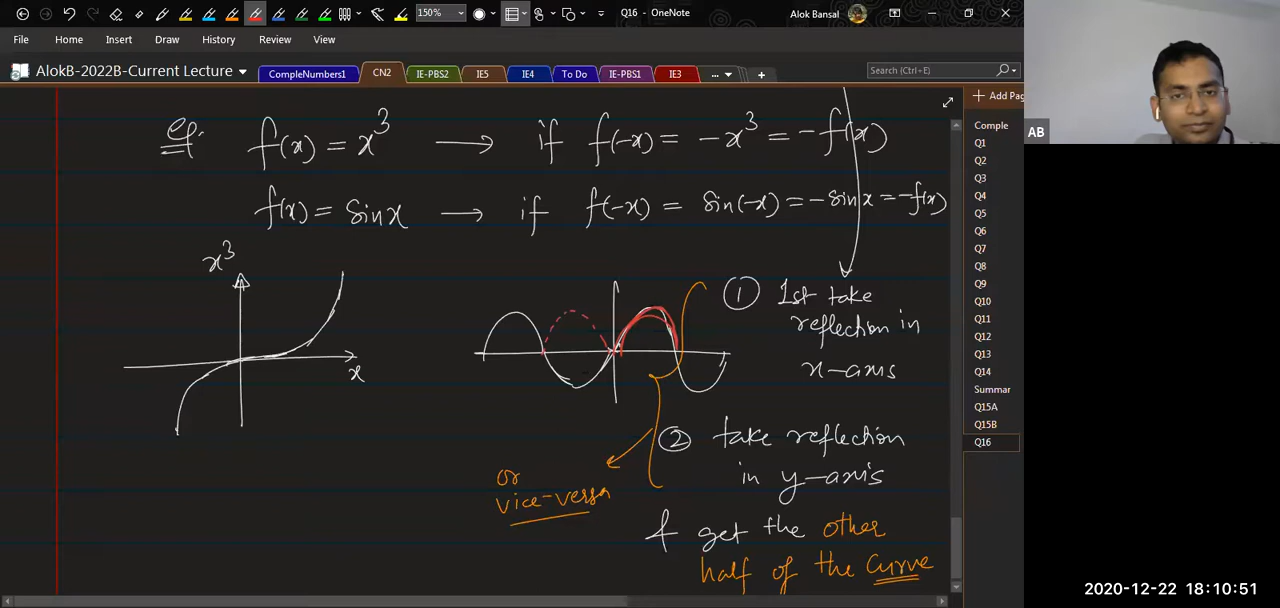 150%
Q16 - OneNote
Alok Bansal
File Home Insert Draw History Review View
AlokB-2022B-Current Lecture
CompleNumbers1 CN2 IE-PBS2 IE5 IE4 To Do IE-PBS1 IE3 ... +
Search (Ctrl+E)
eg. f(x) = x³ → if f(-x) = -x³ = -f(x)
f(x) = sinx → if f(-x) = sin(-x) = -sinx = -f(x)
x³
x
① 1st take
reflection in
x-axis
② take reflection
in y-axis
or
vice-versa
& get the other
half of the curve
+ Add Pag
Comple
Q1
Q2
Q3
Q4
Q5
Q6
Q7
Q8
Q9
Q10
Q11
Q12
Q13
Q14
Summar
Q15A
Q15B
Q16
AB
2020-12-22 18:10:51